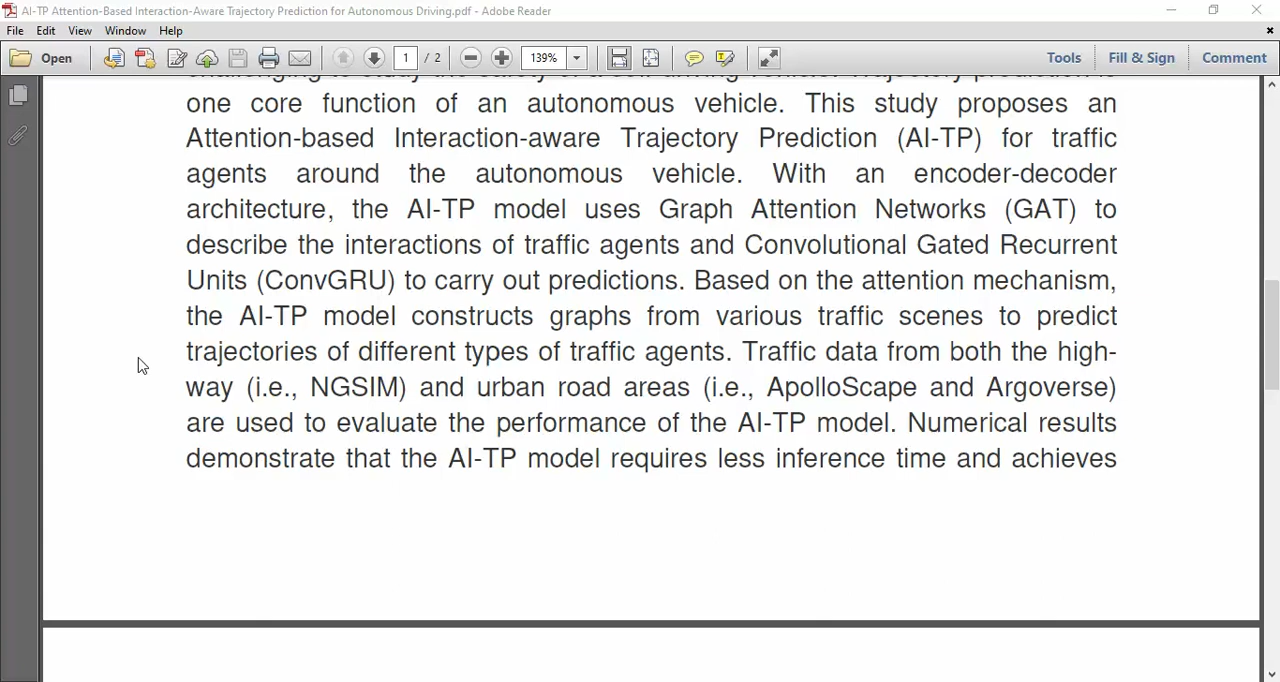 AI-TP Attention-Based Interaction-Aware Trajectory Prediction for Autonomous Driving.pdf - Adobe Reader
File Edit View Window Help
Open 1 / 2 139% Tools Fill & Sign Comment
one core function of an autonomous vehicle. This study proposes an
Attention-based Interaction-aware Trajectory Prediction (AI-TP) for traffic
agents around the autonomous vehicle. With an encoder-decoder
architecture, the AI-TP model uses Graph Attention Networks (GAT) to
describe the interactions of traffic agents and Convolutional Gated Recurrent
Units (ConvGRU) to carry out predictions. Based on the attention mechanism,
the AI-TP model constructs graphs from various traffic scenes to predict
trajectories of different types of traffic agents. Traffic data from both the high-
way (i.e., NGSIM) and urban road areas (i.e., ApolloScape and Argoverse)
are used to evaluate the performance of the AI-TP model. Numerical results
demonstrate that the AI-TP model requires less inference time and achieves